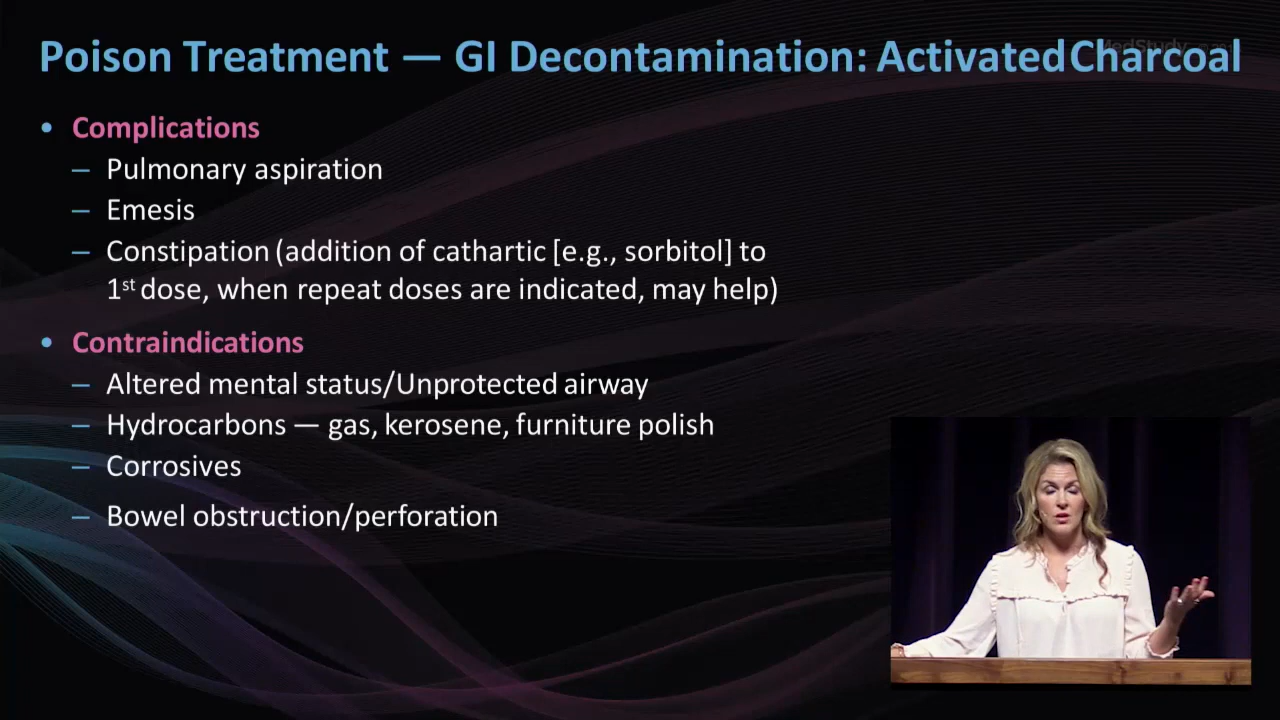 Poison Treatment — GI Decontamination: Activated Charcoal
• Complications
– Pulmonary aspiration
– Emesis
– Constipation (addition of cathartic [e.g., sorbitol] to
1st dose, when repeat doses are indicated, may help)
• Contraindications
– Altered mental status/Unprotected airway
– Hydrocarbons — gas, kerosene, furniture polish
– Corrosives
– Bowel obstruction/perforation